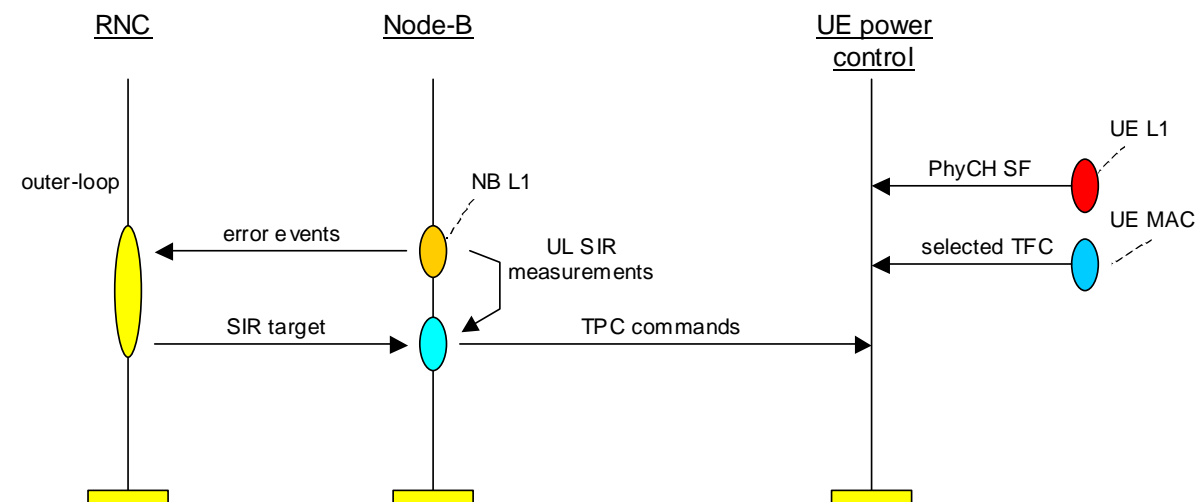 RNC
Node-B
UE power
control
UE L1
outer-loop
NB L1
PhyCH SF
UE MAC
error events
UL SIR
measurements
selected TFC
SIR target
TPC commands